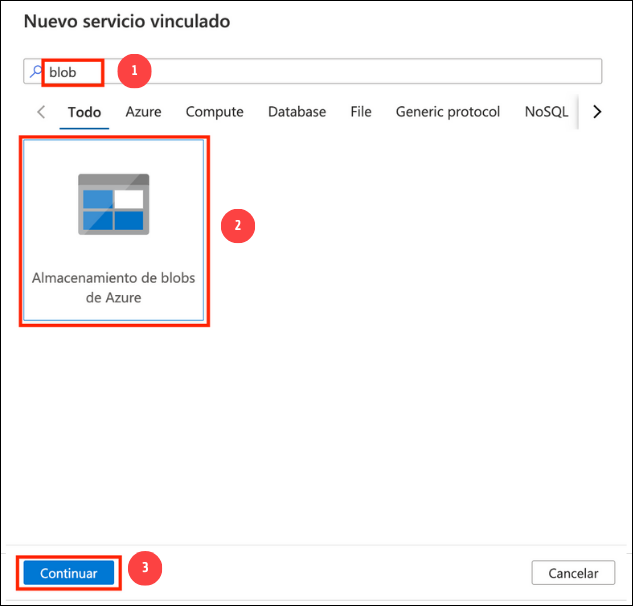 Nuevo servicio vinculado
blob
1
Todo Azure Compute Database File Generic protocol NoSQL
2
Almacenamiento de blobs
de Azure
Continuar
3
Cancelar